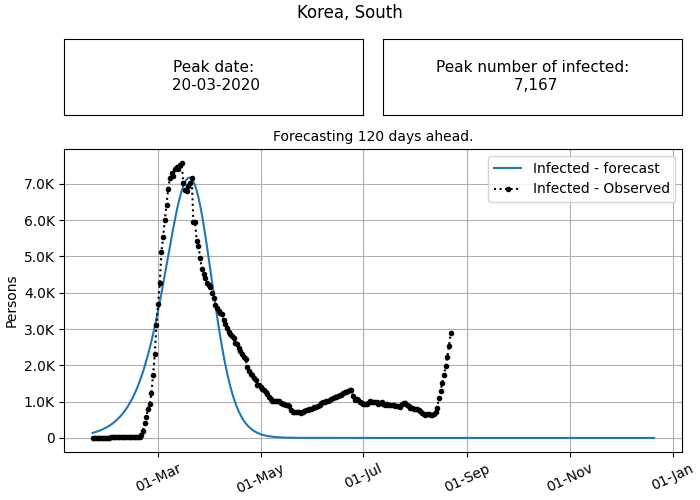 Korea, South
Peak date:
20-03-2020
Peak number of infected:
7,167
Forecasting 120 days ahead.
Infected - forecast
Infected - Observed
7.0K
6.0K
5.0K
4.0K
3.0K
2.0K
1.0K
0
Persons
01-Mar
01-May
01-Jul
01-Sep
01-Nov
01-Jan